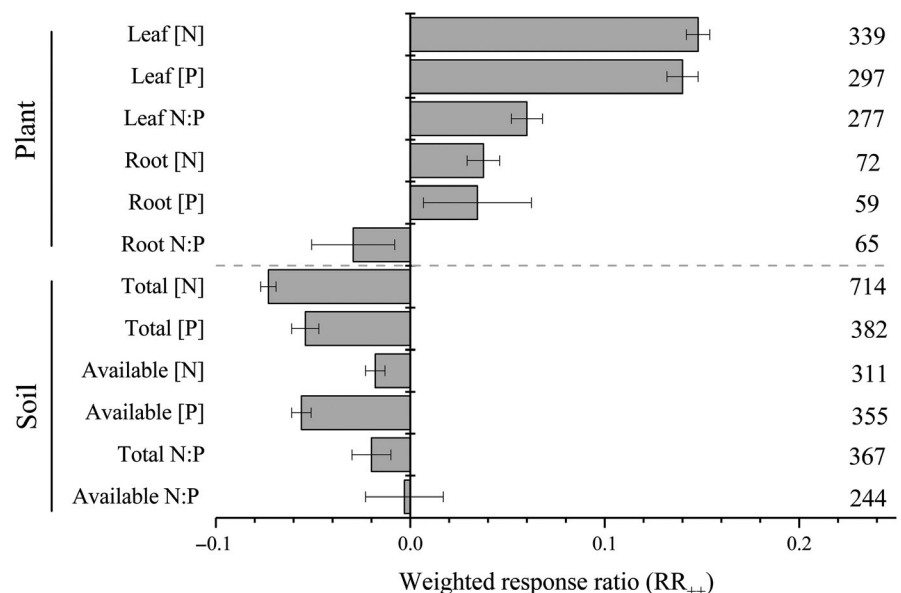 Plant
Leaf [N] 339
Leaf [P] 297
Leaf N:P 277
Root [N] 72
Root [P] 59
Root N:P 65
Soil
Total [N] 714
Total [P] 382
Available [N] 311
Available [P] 355
Total N:P 367
Available N:P 244
−0.1 0.0 0.1 0.2
Weighted response ratio (RR₊₊)